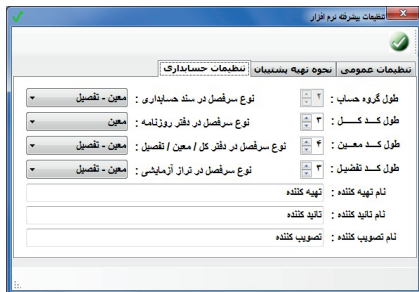 تنظیمات پیشرفته نرم افزار
تنظیمات عمومی نحوه تهیه پشتیبان تنظیمات حسابداری
طول گروه حساب : ۲ نوع سرفصل در سند حسابداری : معین - تفصیل
طول کـد کـــل : ۳ نوع سرفصل در دفتر روزنامه : معین
طول کـد معـین : ۴ نوع سرفصل در دفتر کل / معین / تفصیل : معین - تفصیل
طول کـد تفضیل : ۳ نوع سرفصل در تراز آزمایشی : معین - تفصیل
نام تهیه کننده : تهیه کننده
نام تائید کننده : تائید کننده
نام تصویب کننده : تصویب کننده